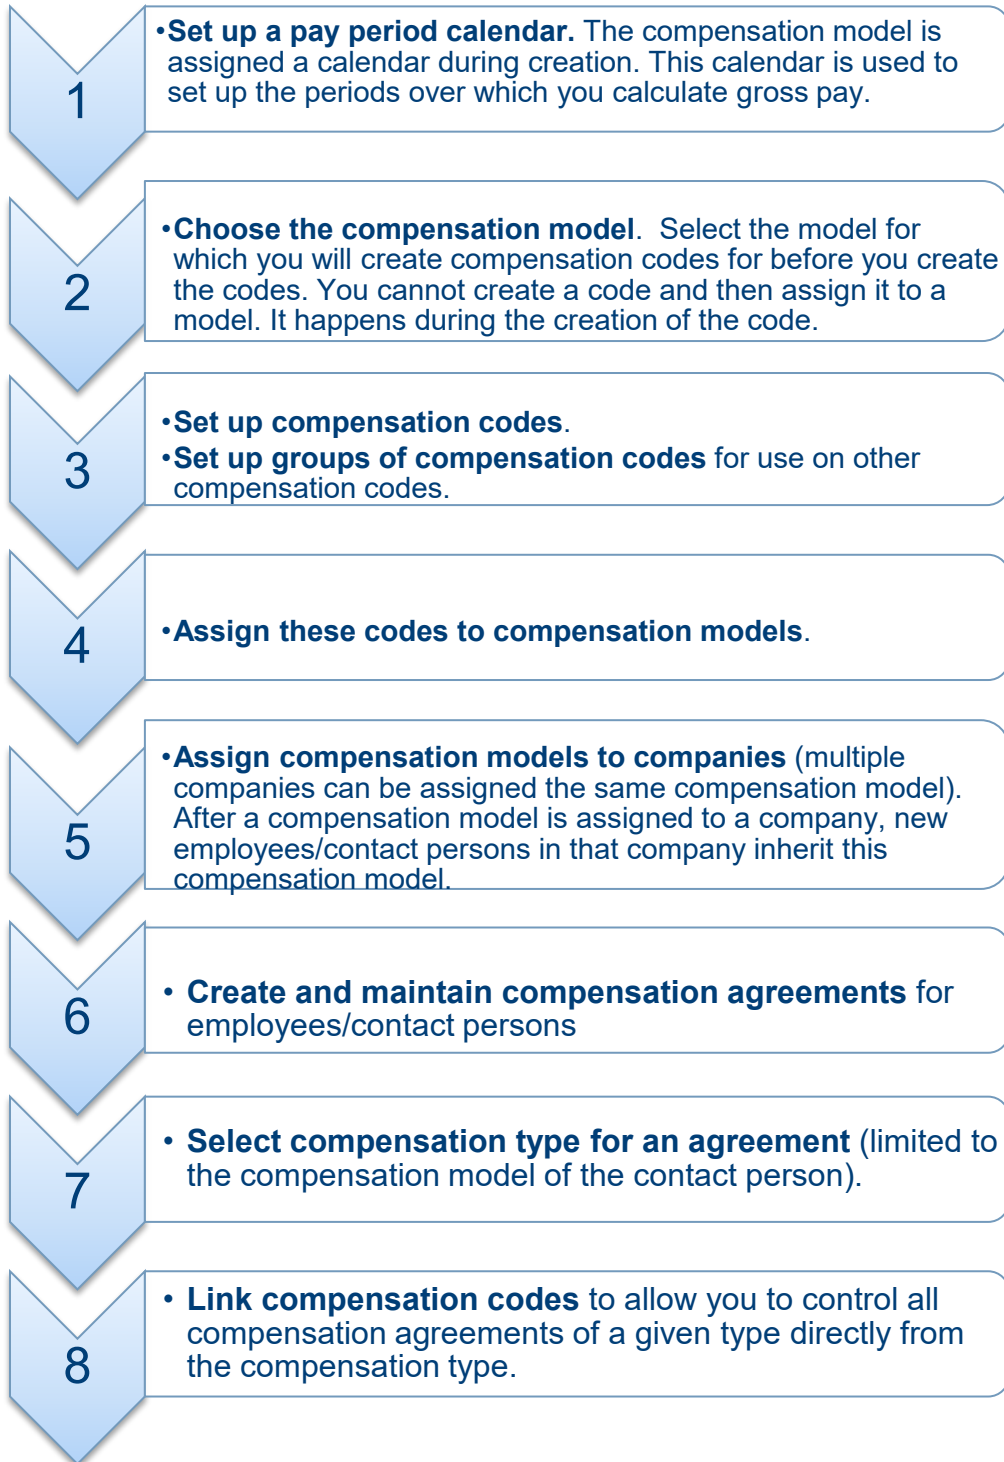 1
•Set up a pay period calendar. The compensation model is
assigned a calendar during creation. This calendar is used to
set up the periods over which you calculate gross pay.
2
•Choose the compensation model.  Select the model for
which you will create compensation codes for before you create
the codes. You cannot create a code and then assign it to a
model. It happens during the creation of the code.
3
•Set up compensation codes.
•Set up groups of compensation codes for use on other
compensation codes.
4
•Assign these codes to compensation models.
5
•Assign compensation models to companies (multiple
companies can be assigned the same compensation model).
After a compensation model is assigned to a company, new
employees/contact persons in that company inherit this
compensation model.
6
• Create and maintain compensation agreements for
employees/contact persons
7
• Select compensation type for an agreement (limited to
the compensation model of the contact person).
8
• Link compensation codes to allow you to control all
compensation agreements of a given type directly from
the compensation type.